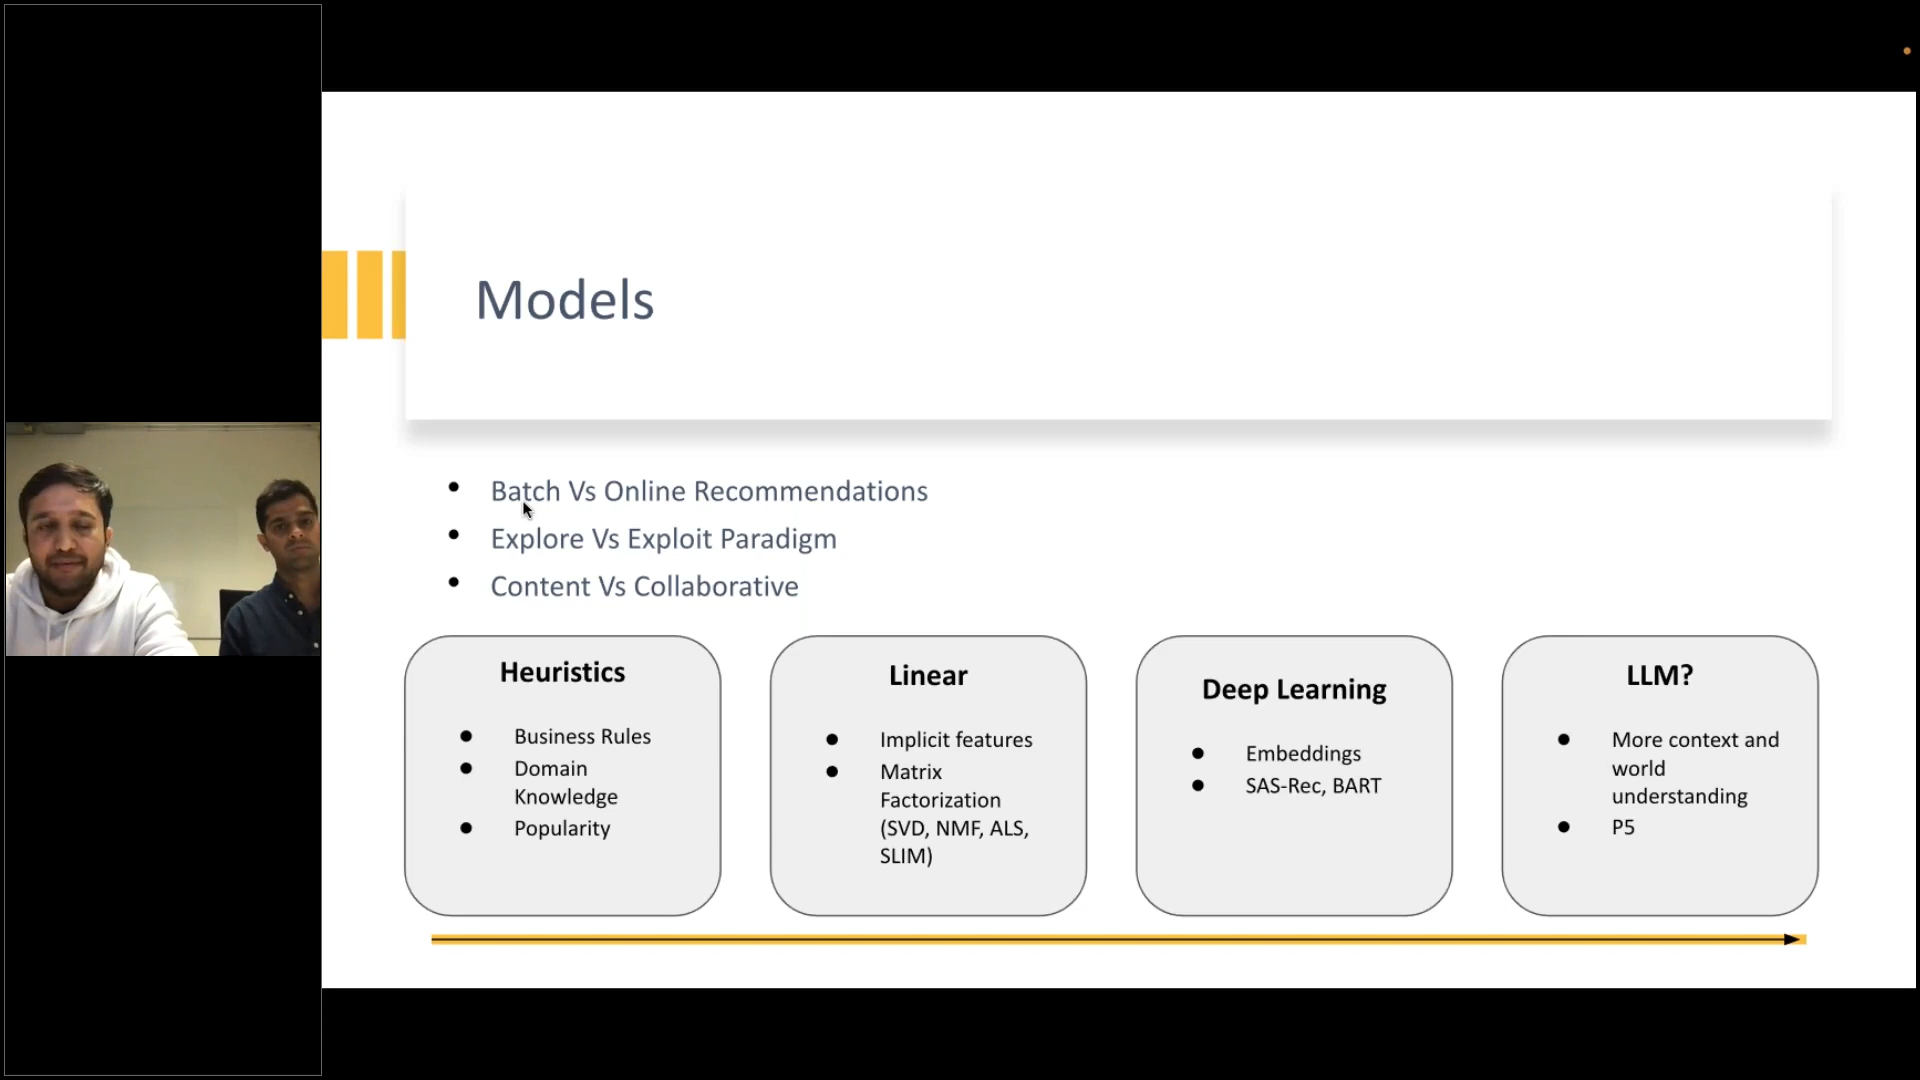 Models
Batch Vs Online Recommendations
Explore Vs Exploit Paradigm
Content Vs Collaborative
Heuristics
Business Rules
Domain
Knowledge
Popularity
Linear
Implicit features
Matrix
Factorization
(SVD, NMF, ALS,
SLIM)
Deep Learning
Embeddings
SAS-Rec, BART
LLM?
More context and
world
understanding
P5